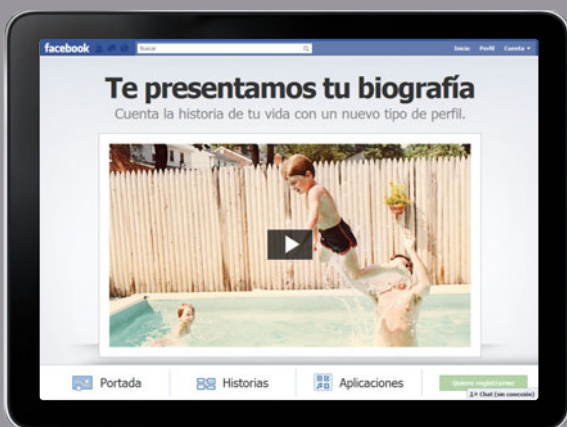 facebook
Buscar
Inicio Perfil Cuenta
Te presentamos tu biografía
Cuenta la historia de tu vida con un nuevo tipo de perfil.
Portada
Historias
Aplicaciones
Quiero registrarme
Chat (sin conexión)